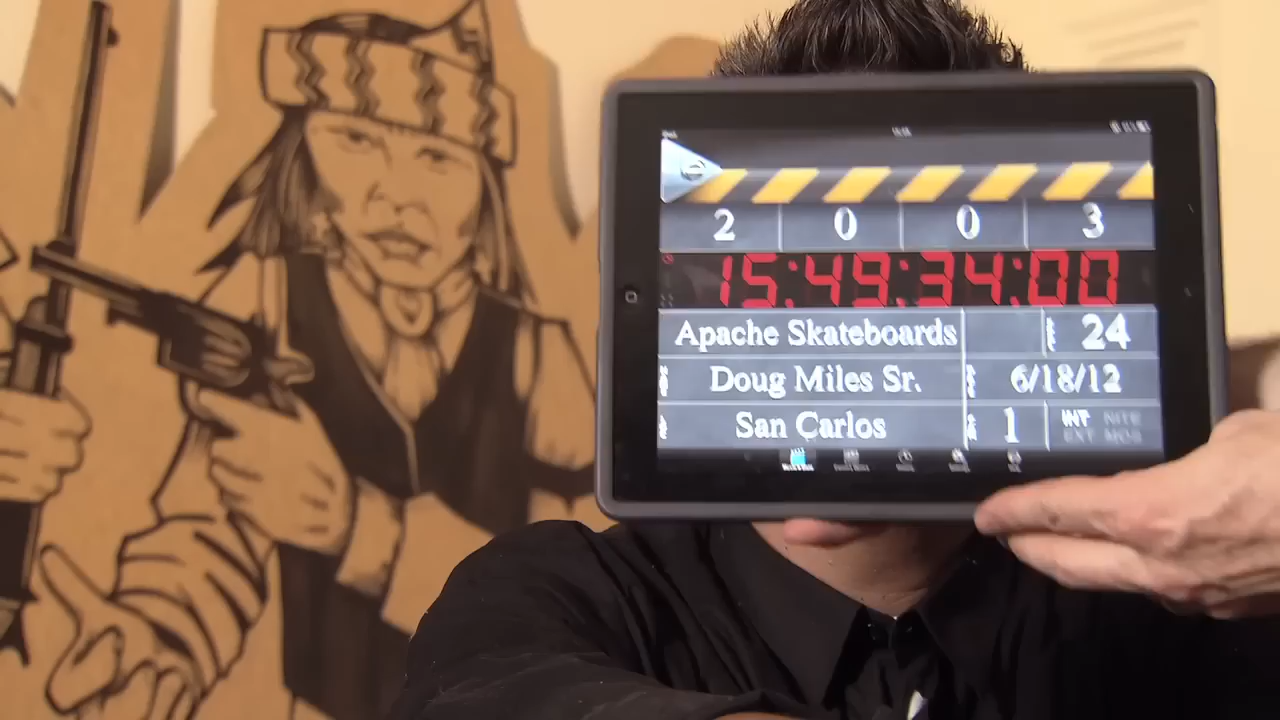 2 0 0 3
15:49:34:00
Apache Skateboards 24
Doug Miles Sr. 6/18/12
San Carlos 1 INT NITE
EXT MOS